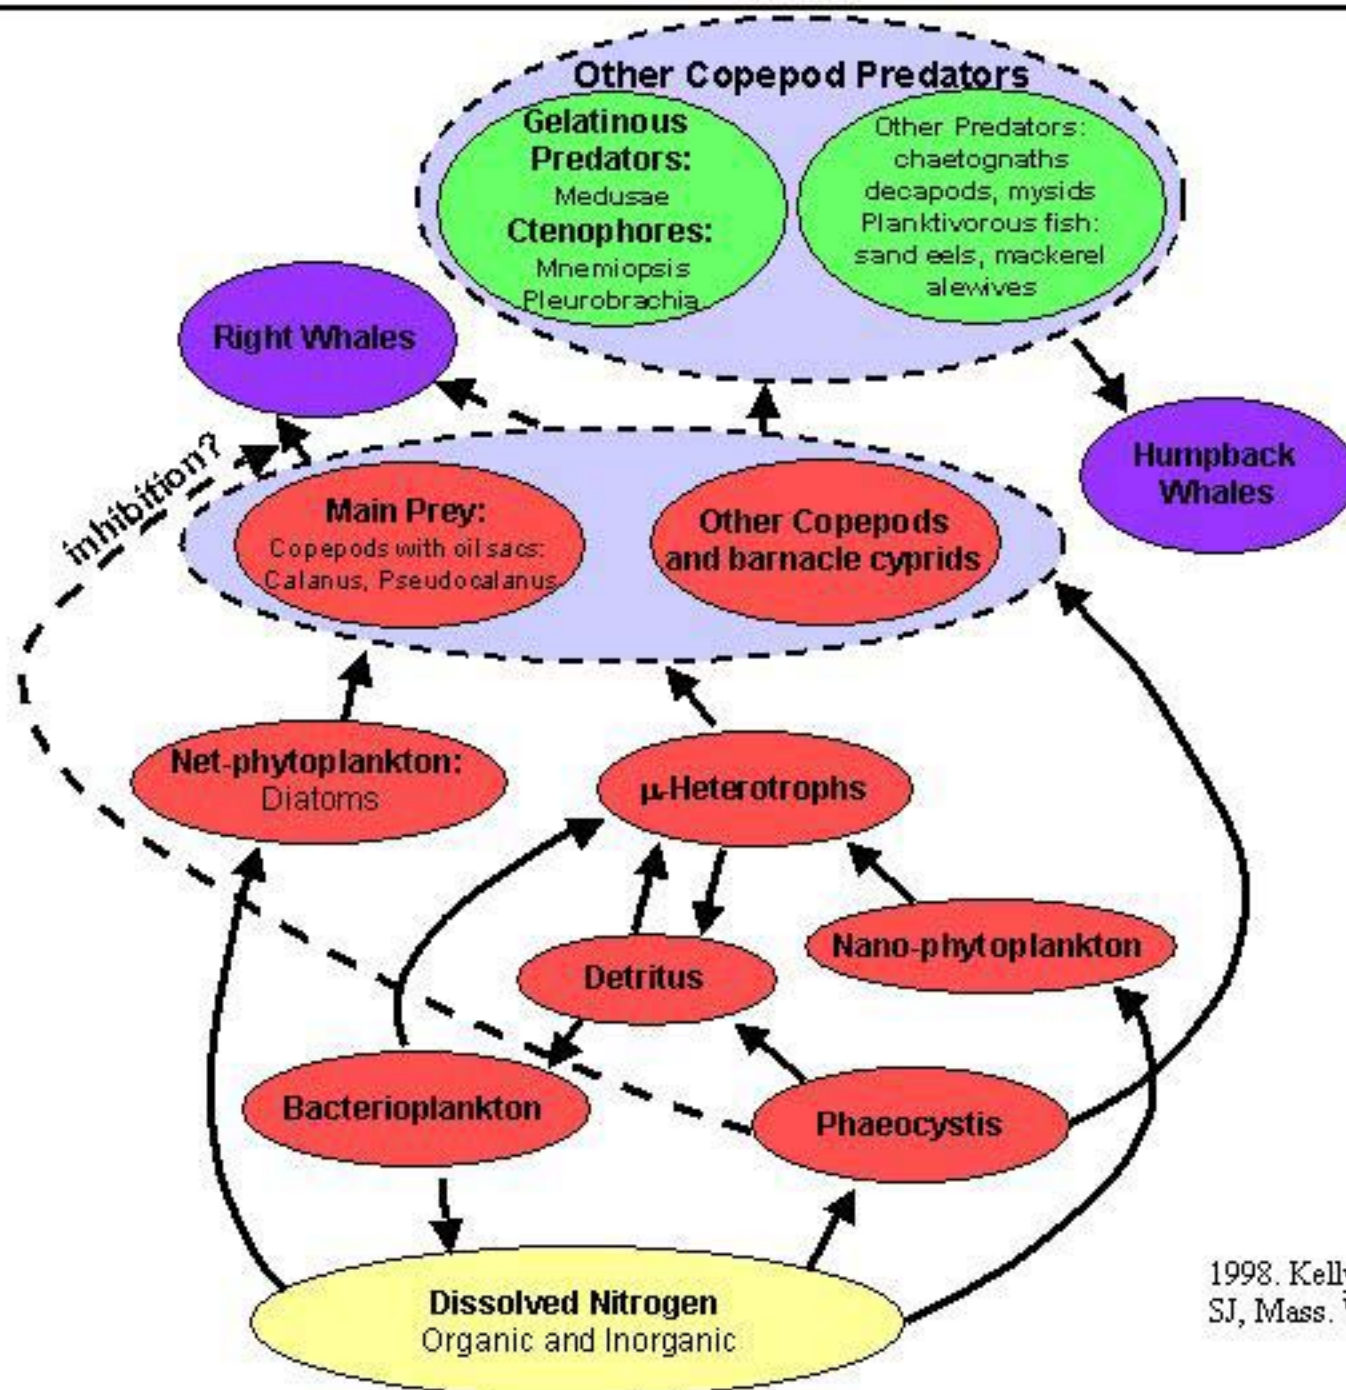 Other Copepod Predators
Gelatinous
Predators:
Medusae
Ctenophores:
Mnemiopsis
Pleurobrachia
Other Predators:
chaetognaths
decapods, mysids
Planktivorous fish:
sand eels, mackerel
alewives
Right Whales
Humpback
Whales
inhibition?
Main Prey:
Copepods with oil sacs:
Calanus, Pseudocalanus
Other Copepods
and barnacle cyprids
Net-phytoplankton:
Diatoms
µ-Heterotrophs
Nano-phytoplankton
Detritus
Bacterioplankton
Phaeocystis
Dissolved Nitrogen
Organic and Inorganic
1998. Kelly
SJ, Mass.